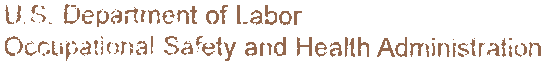 U.S. Department of Labor
Occupational Safety and Health Administration